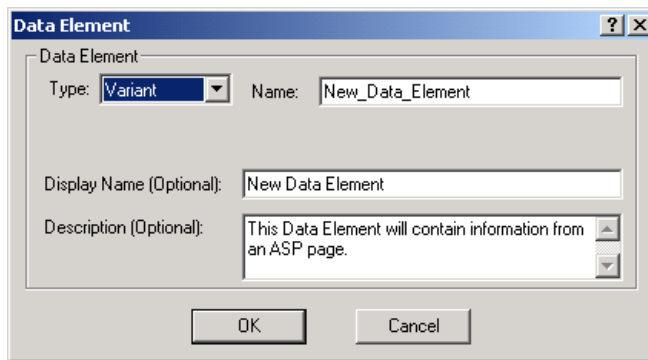 Data Element
Data Element
Type: Variant Name: New_Data_Element
Display Name (Optional): New Data Element
Description (Optional): This Data Element will contain information from
an ASP page.
OK Cancel